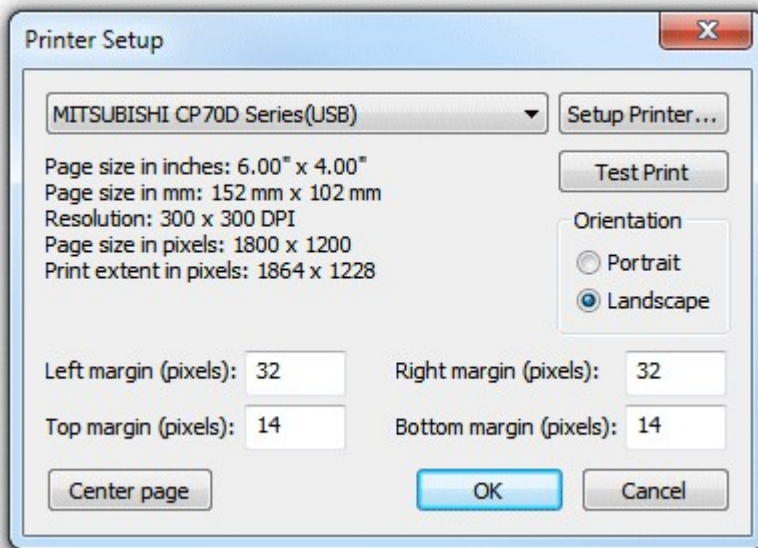 Printer Setup
MITSUBISHI CP70D Series(USB)
Setup Printer...
Page size in inches: 6.00" x 4.00"
Page size in mm: 152 mm x 102 mm
Resolution: 300 x 300 DPI
Page size in pixels: 1800 x 1200
Print extent in pixels: 1864 x 1228
Test Print
Orientation
Portrait
Landscape
Left margin (pixels): 32
Right margin (pixels): 32
Top margin (pixels): 14
Bottom margin (pixels): 14
Center page
OK
Cancel